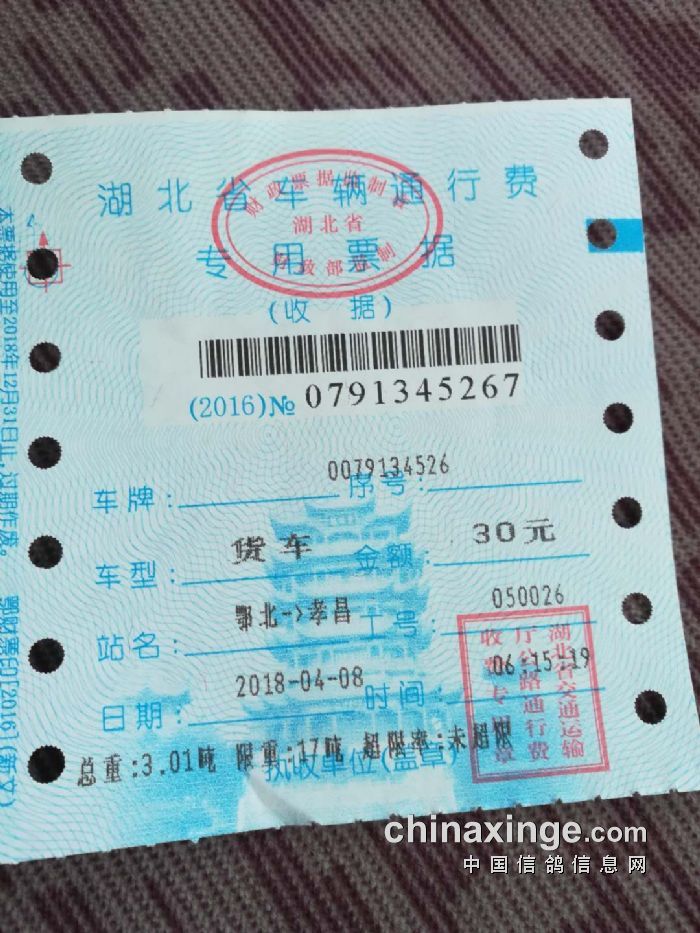 湖北省车辆通行费
财政票据监制章
湖北省
财政部监制
专用票据
(收 据)
(2016)№ 0791345267
0079134526
车牌: 序号:
车型: 货车 金额: 30元
站名: 鄂北->孝昌 工号: 050026
日期: 2018-04-08 时间: 06-15-19
总重:3.01吨 限重:17吨 超限率:未超限
执收单位(盖章)
湖北省交通运输
厅公路通行费
收费专用章
本票据使用至2018年12月31日止,过期作废。
鄂财票印[2016]
chinaxinge.com
中国信鸽信息网